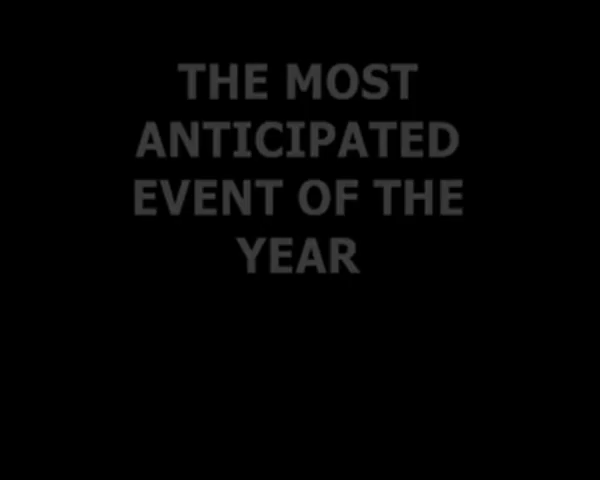 THE MOST
ANTICIPATED
EVENT OF THE
YEAR